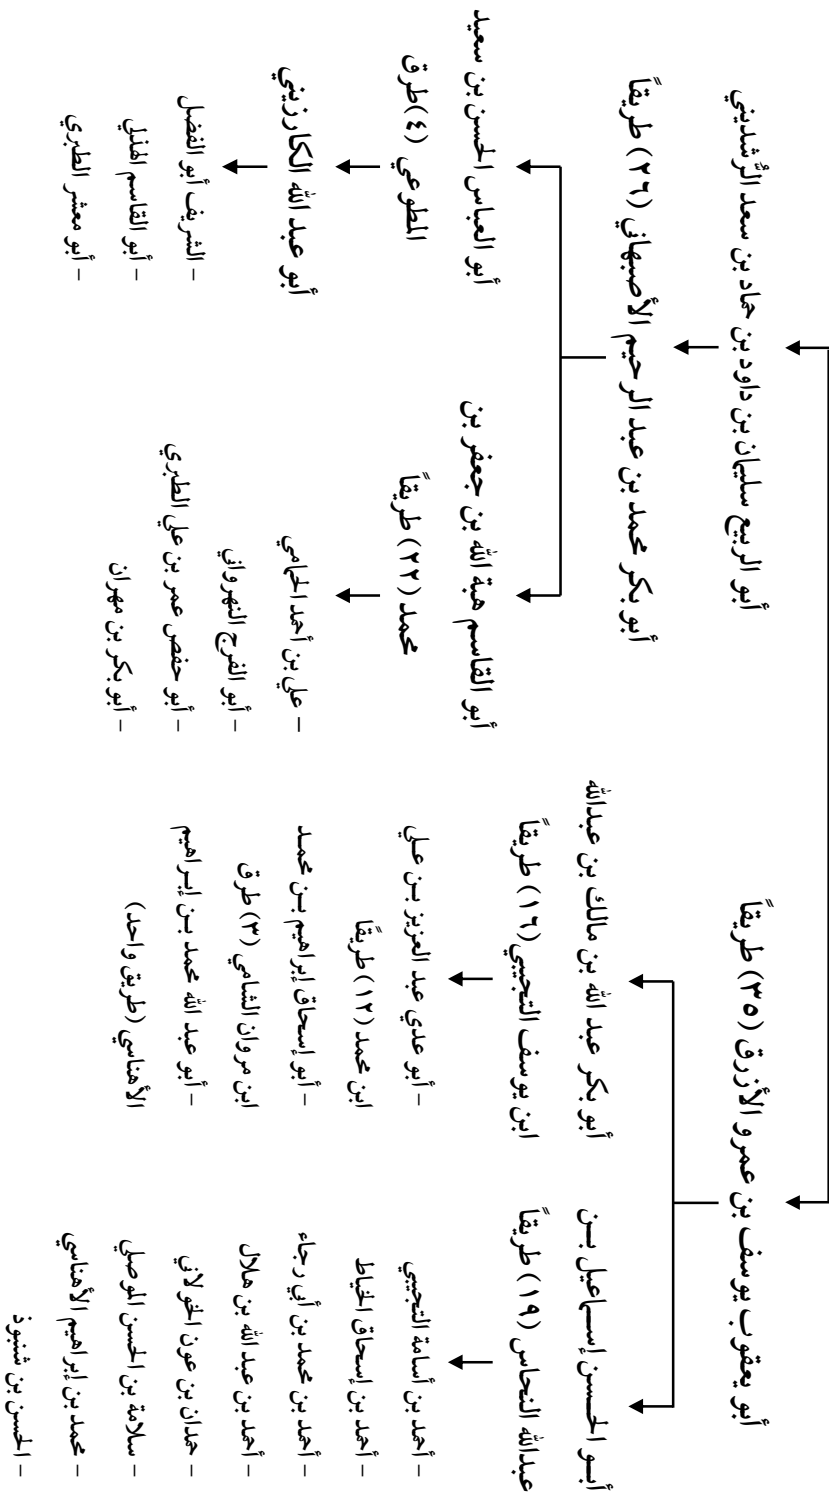 أبو يعقوب يوسف بن عمرو الأزرق (٣٥) طريقاً
أبو الحسن إسماعيل بن
عبدالله النحاس (١٩) طريقاً
– أحمد بن أسامة التجيبي
– أحمد بن إسحاق الخياط
– أحمد بن محمد بن أبي رجاء
– أحمد بن عبد الله بن هلال
– حمدان بن عون الخولاني
– سلامة بن الحسن الموصلي
– محمد بن إبراهيم الأهناسي
– الحسن بن شنبوذ
أبو بكر عبد الله بن مالك بن عبدالله
ابن يوسف التجيبي (١٦) طريقاً
– أبو عدي عبد العزيز بن علي
ابن محمد (١٢) طريقًا
– أبو إسحاق إبراهيم بن محمد
ابن مروان الشامي (٣) طرق
– أبو عبد الله محمد بن إبراهيم
الأهناسي (طريق واحد)
أبو الربيع سليمان بن داود بن حماد بن سعد الرُّشديني
أبو بكر محمد بن عبد الرحيم الأصبهاني (٢٦) طريقاً
أبو القاسم هبة الله بن جعفر بن
محمد (٢٢) طريقاً
– علي بن أحمد الحمامي
– أبو الفرج النهرواني
– أبو حفص عمر بن علي الطبري
– أبو بكر بن مهران
أبو العباس الحسن بن سعيد
المطوعي (٤) طرق
أبو عبد الله الكارزيني
– الشريف أبو الفضل
– أبو القاسم الهذلي
– أبو معشر الطبري